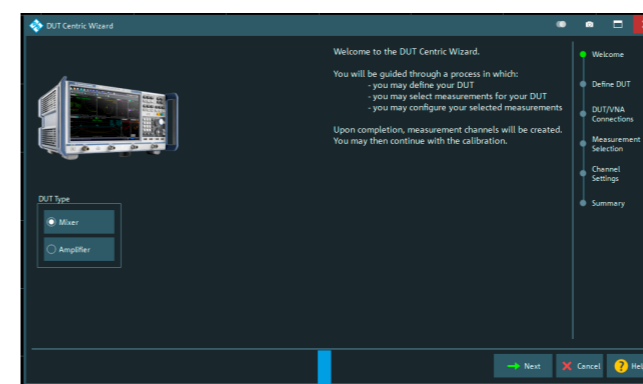 DUT Centric Wizard
Welcome to the DUT Centric Wizard.
You will be guided through a process in which:
- you may define your DUT
- you may select measurements for your DUT
- you may configure your selected measurements
Upon completion, measurement channels will be created.
You may then continue with the calibration.
DUT Type
Mixer
Amplifier
Welcome
Define DUT
DUT/VNA
Connections
Measurement
Selection
Channel
Settings
Summary
Next
Cancel
? Hel